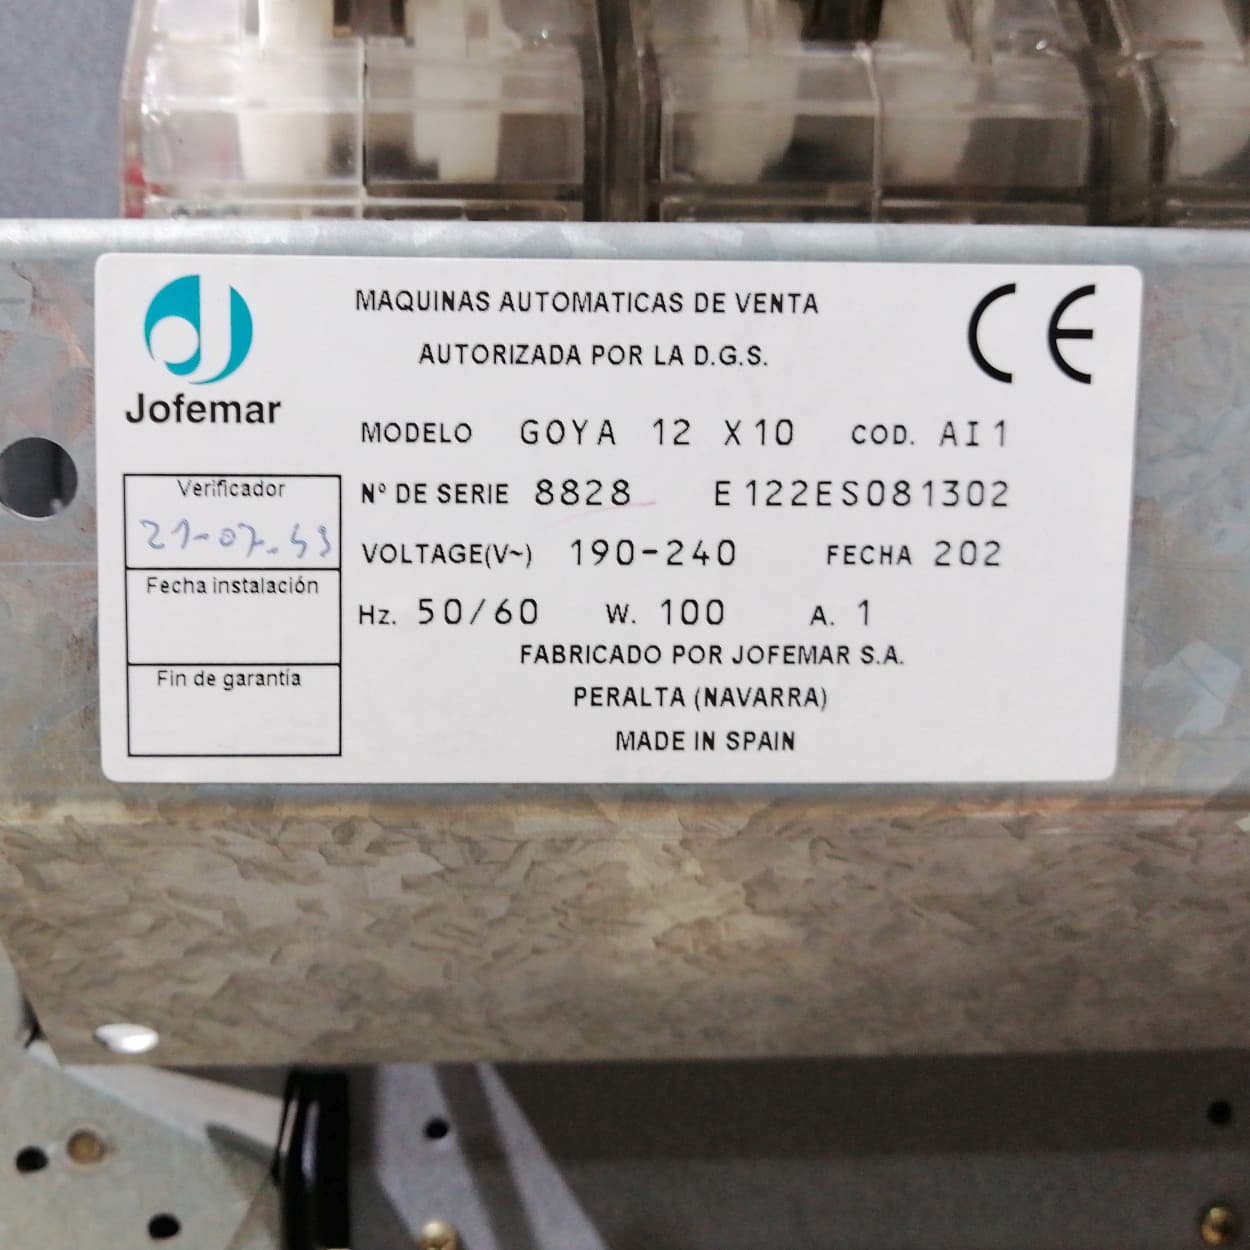 Jofemar
MAQUINAS AUTOMATICAS DE VENTA
AUTORIZADA POR LA D.G.S.
CE
MODELO GOYA 12 X10 COD. AI1
Nº DE SERIE 8828 E122ES081302
VOLTAGE(V~) 190-240 FECHA 202
Hz. 50/60 W. 100 A. 1
FABRICADO POR JOFEMAR S.A.
PERALTA (NAVARRA)
MADE IN SPAIN
Verificador
Fecha instalación
Fin de garantía